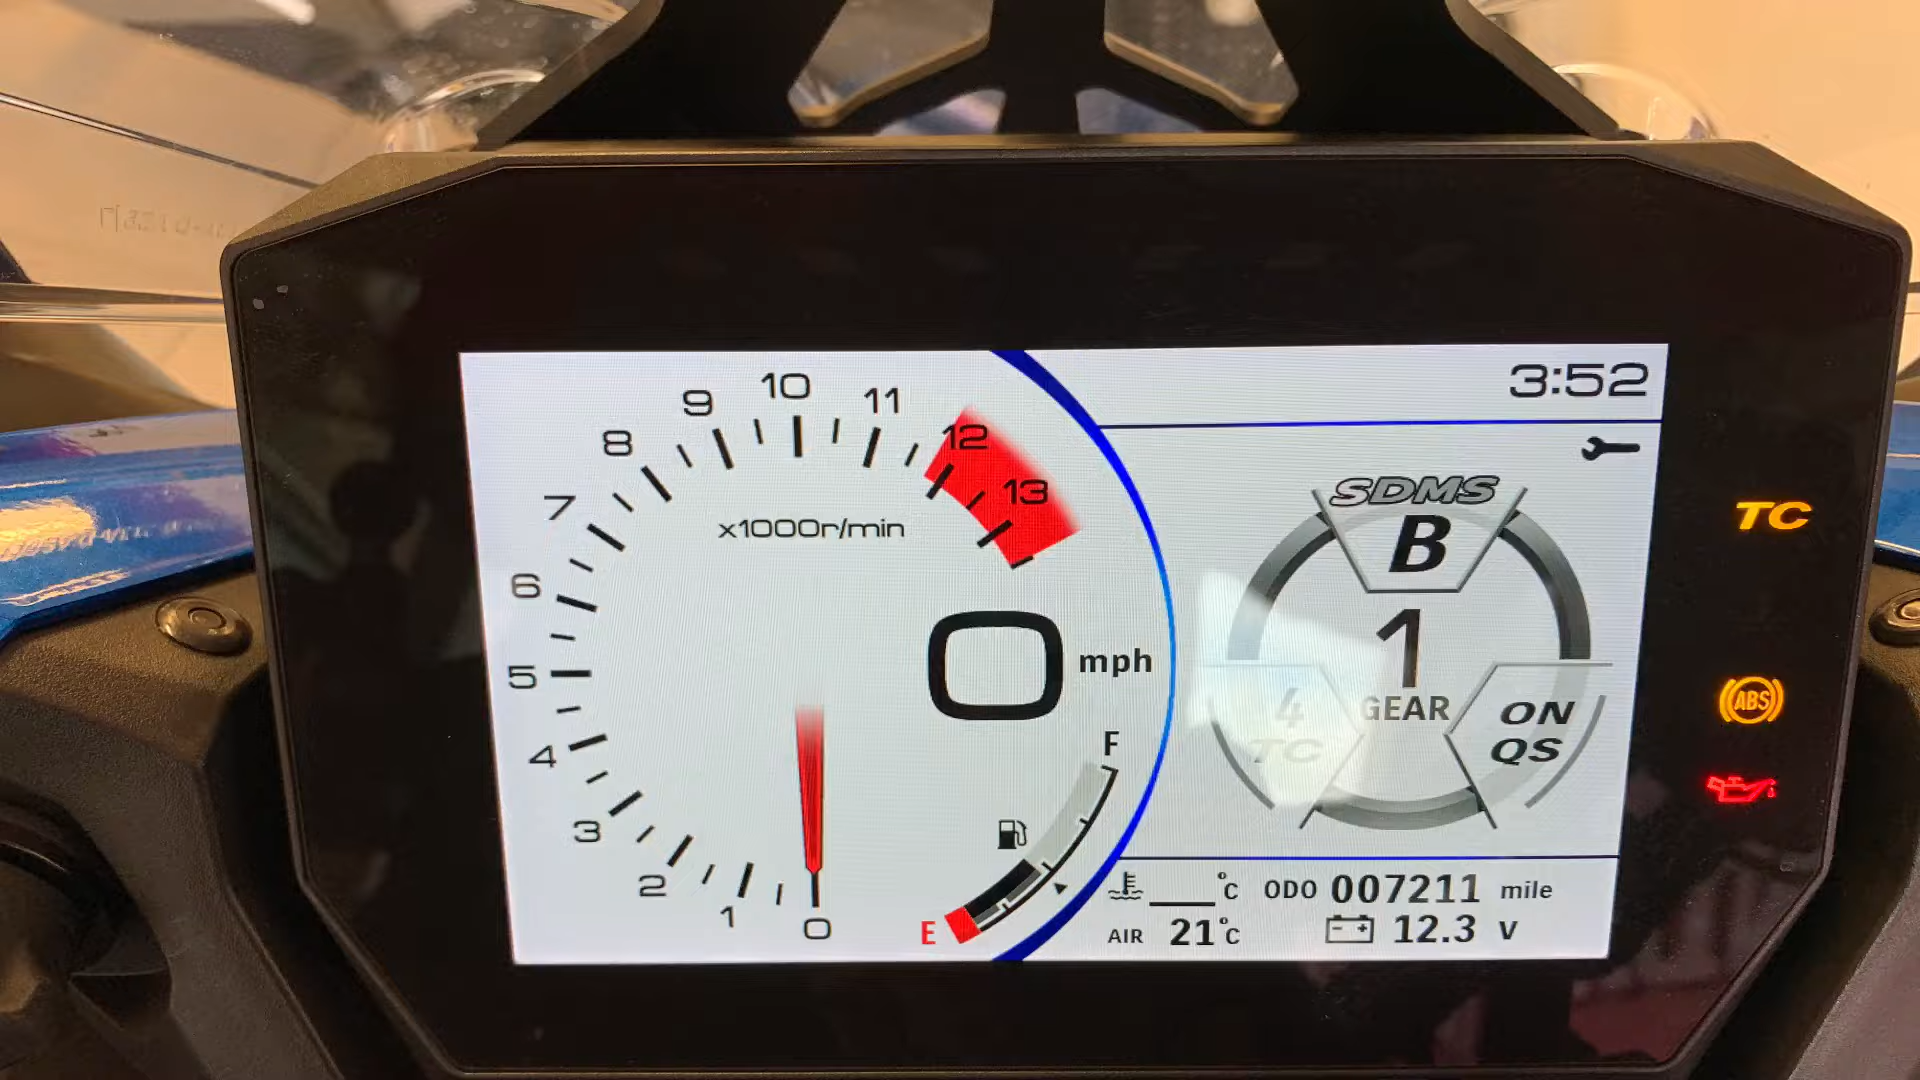 3:52
10
9
11
8
12
7
13
x1000r/min
6
5
4
3
2
1
0
0 mph
F
E
SDMS
B
1
GEAR
4
TC
ON
QS
°C
ODO 007211 mile
AIR 21°C
12.3 V
TC
ABS